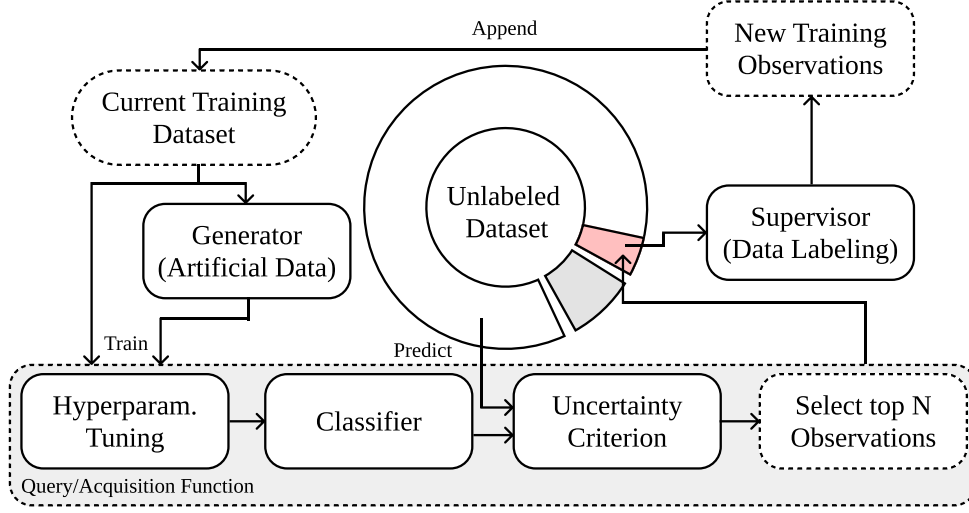 Append
New Training
Observations
Current Training
Dataset
Unlabeled
Dataset
Supervisor
(Data Labeling)
Generator
(Artificial Data)
Train
Predict
Hyperparam.
Tuning
Classifier
Uncertainty
Criterion
Select top N
Observations
Query/Acquisition Function